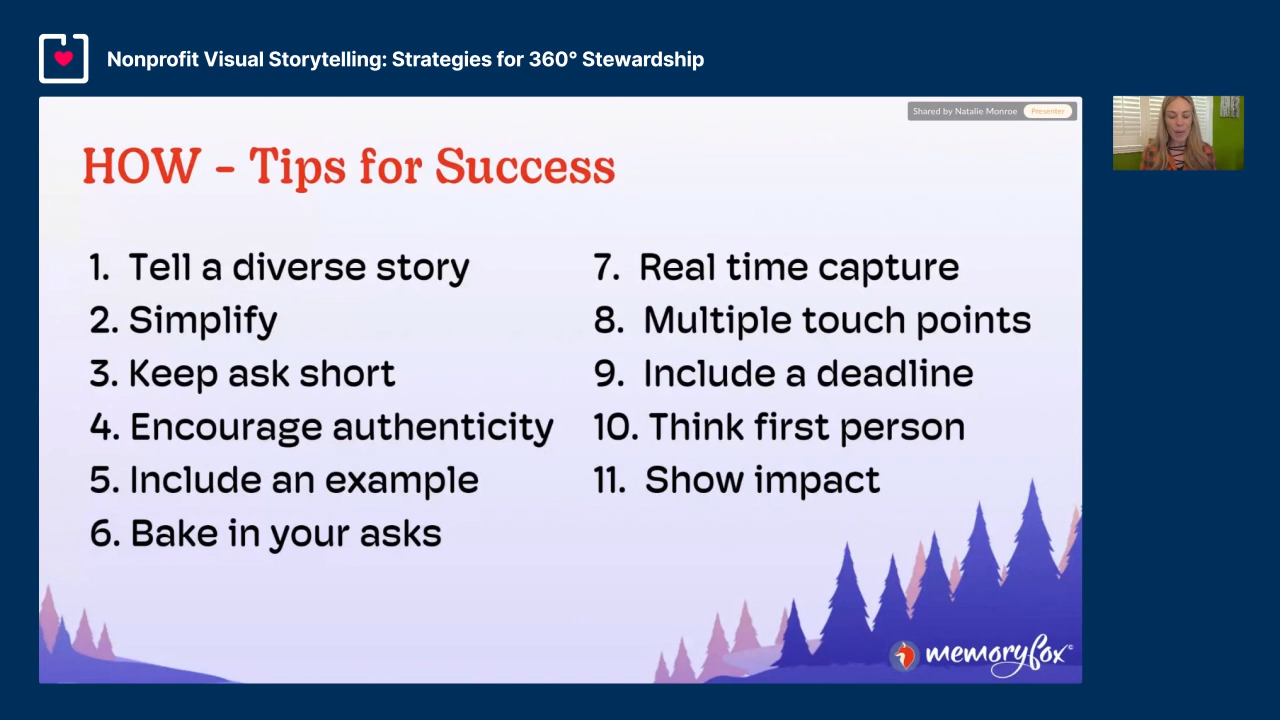 Nonprofit Visual Storytelling: Strategies for 360° Stewardship
Shared by Natalie Monroe Presenter
HOW - Tips for Success
1. Tell a diverse story
2. Simplify
3. Keep ask short
4. Encourage authenticity
5. Include an example
6. Bake in your asks
7. Real time capture
8. Multiple touch points
9. Include a deadline
10. Think first person
11. Show impact
memoryfox